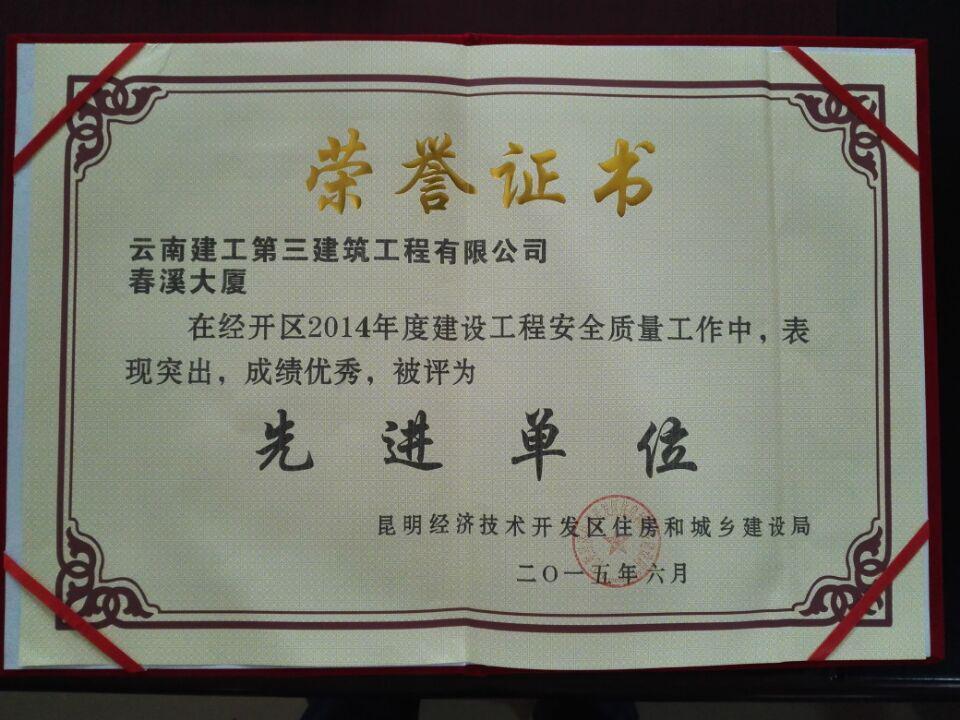 荣誉证书
云南建工第三建筑工程有限公司
春溪大厦
在经开区2014年度建设工程安全质量工作中，表
现突出，成绩优秀，被评为
先进单位
昆明经济技术开发区住房和城乡建设局
二〇一五年六月